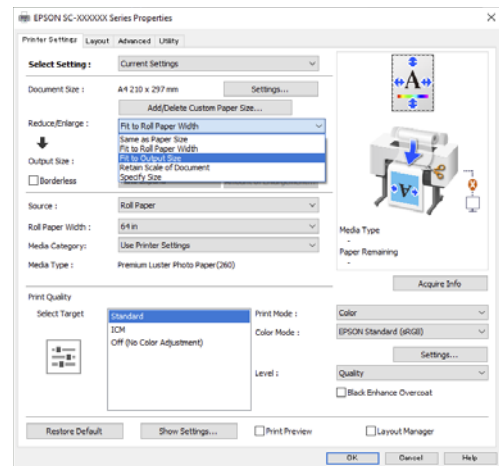 EPSON SC-XXXXXX Series Properties
Printer Settings Layout Advanced Utility
Select Setting : Current Settings
Document Size : A4 210 x 297 mm Settings...
Add/Delete Custom Paper Size...
Reduce/Enlarge : Fit to Roll Paper Width
Same as Paper Size
Fit to Roll Paper Width
Fit to Output Size
Output Size :
Retain Scale of Document
Specify Size
Borderless
Source : Roll Paper
Roll Paper Width : 64 in
Media Category: Use Printer Settings
Media Type : Premium Luster Photo Paper(260)
A
A
Media Type
-
Paper Remaining
-
Acquire Info
Print Quality
Select Target
Standard
ICM
Off (No Color Adjustment)
Print Mode : Color
Color Mode : EPSON Standard (sRGB)
Settings...
Level : Quality
Black Enhance Overcoat
Restore Default Show Settings... Print Preview Layout Manager
OK Cancel Help